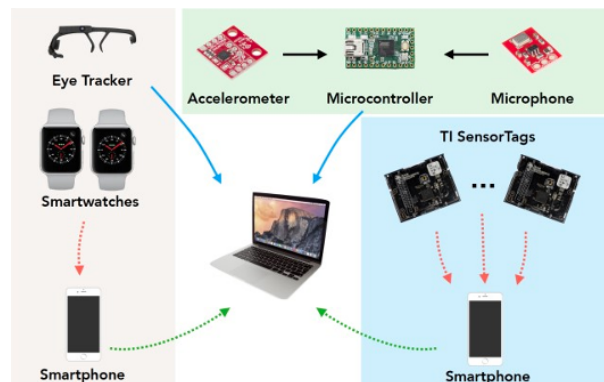 Eye Tracker
Accelerometer
Microcontroller
Microphone
TI SensorTags
Smartwatches
Smartphone
Smartphone